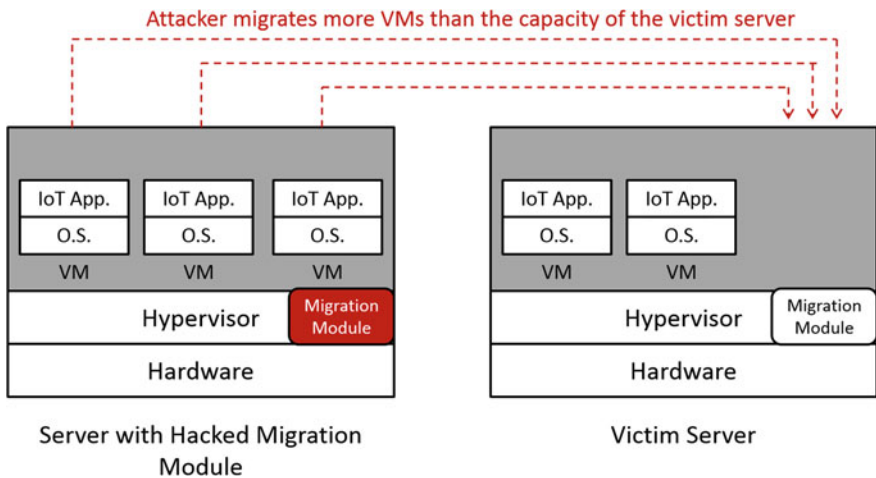 Attacker migrates more VMs than the capacity of the victim server
IoT App.
IoT App.
IoT App.
O.S.
O.S.
O.S.
VM
VM
VM
Hypervisor
Migration
Module
Hardware
Server with Hacked Migration
Module
IoT App.
IoT App.
O.S.
O.S.
VM
VM
Hypervisor
Migration
Module
Hardware
Victim Server